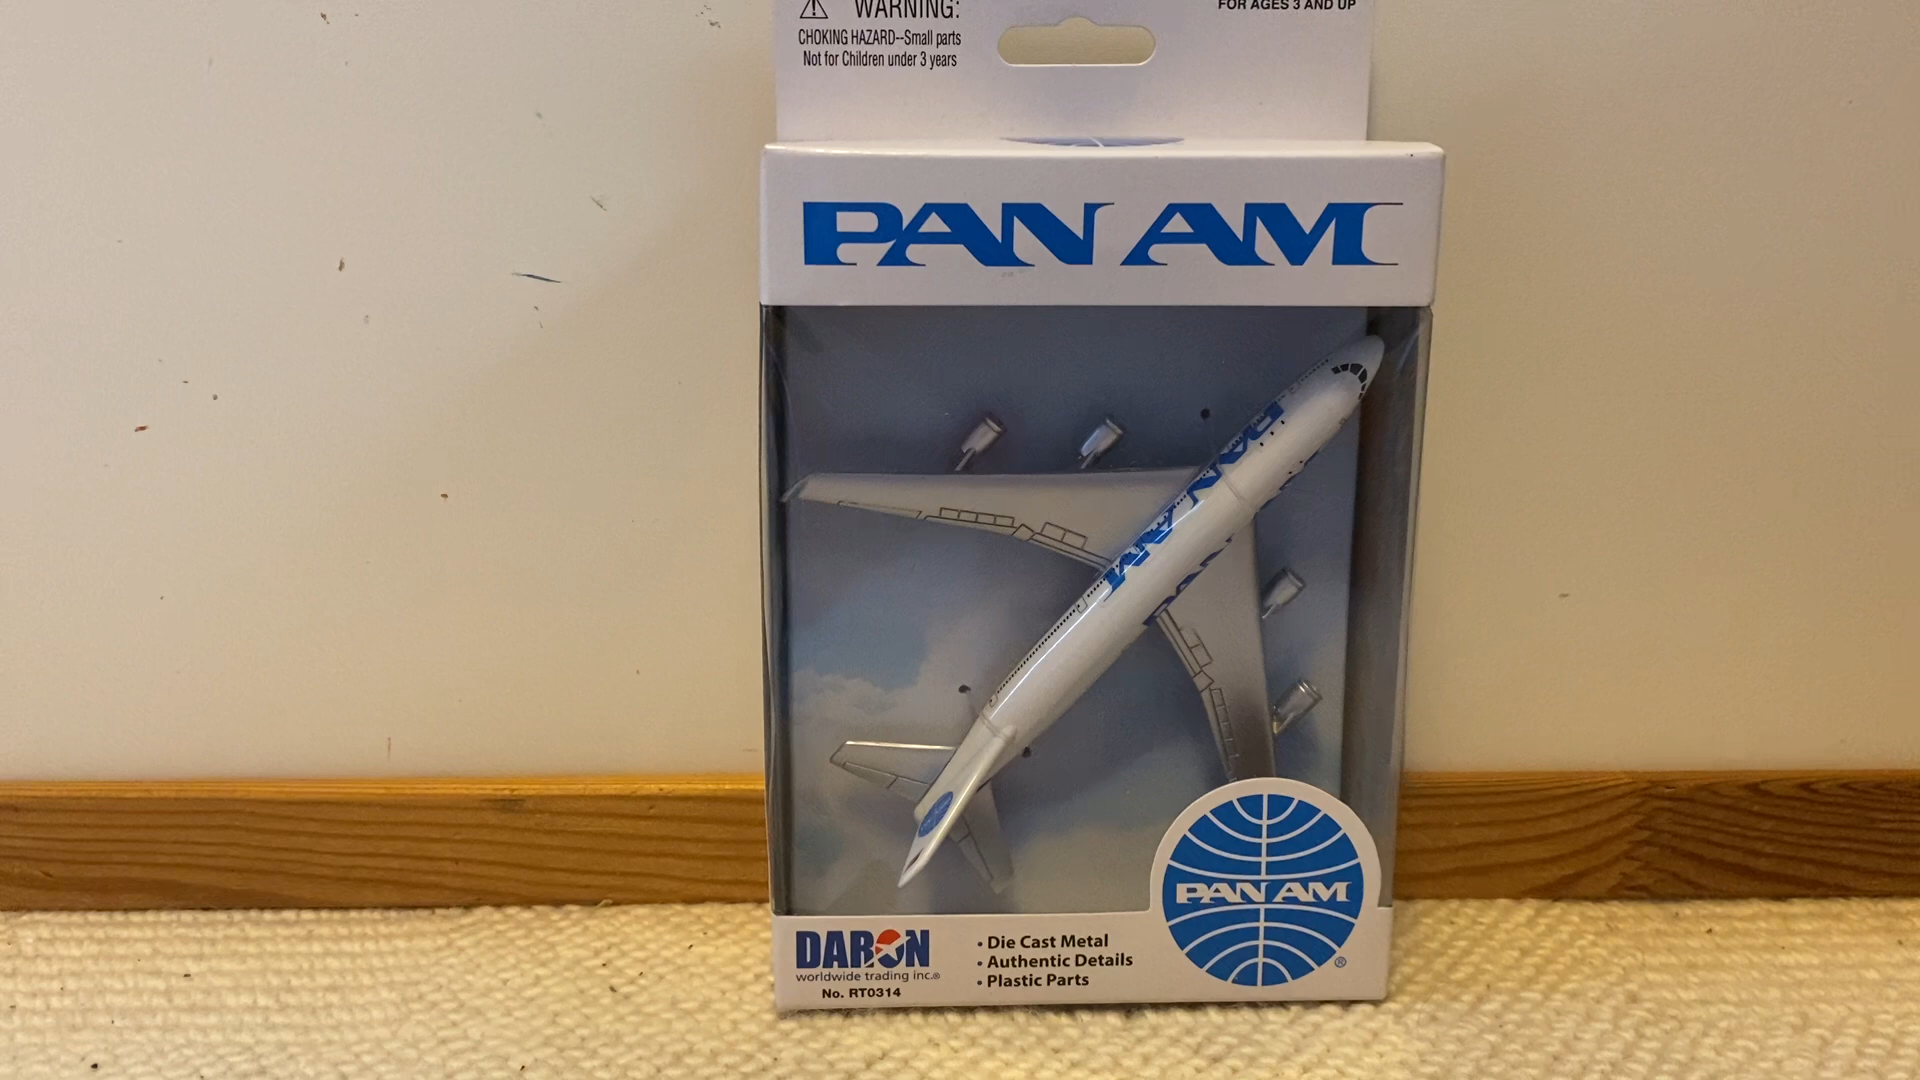 WARNING:
FOR AGES 3 AND UP
CHOKING HAZARD--Small parts
Not for Children under 3 years
PAN AM
PAN AM
PAN AM
DARON
worldwide trading inc.®
No. RT0314
• Die Cast Metal
• Authentic Details
• Plastic Parts
®